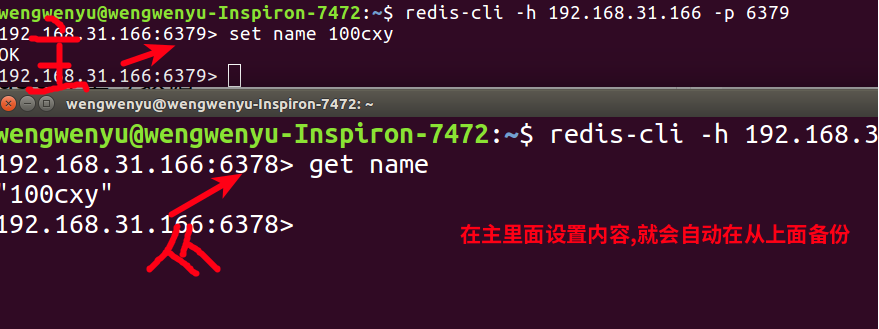 wengwenyu@wengwenyu-Inspiron-7472:~$ redis-cli -h 192.168.31.166 -p 6379
192.168.31.166:6379> set name 100cxy
OK
192.168.31.166:6379>
主
wengwenyu@wengwenyu-Inspiron-7472: ~
wengwenyu@wengwenyu-Inspiron-7472:~$ redis-cli -h 192.168.3
192.168.31.166:6378> get name
"100cxy"
192.168.31.166:6378>
从
在主里面设置内容,就会自动在从上面备份